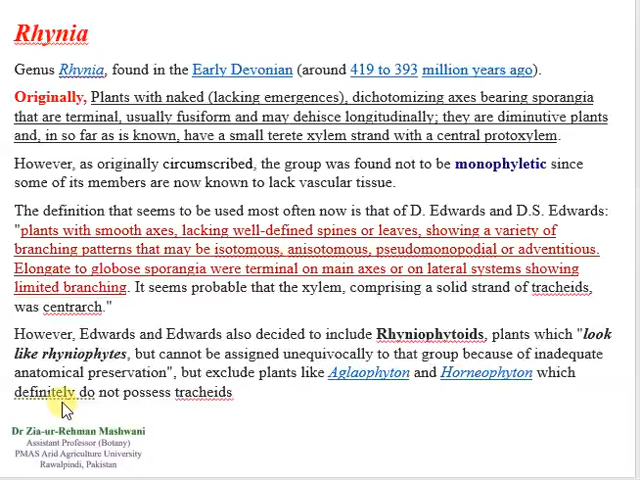 Rhynia
Genus Rhynia, found in the Early Devonian (around 419 to 393 million years ago).
Originally, Plants with naked (lacking emergences), dichotomizing axes bearing sporangia
that are terminal, usually fusiform and may dehisce longitudinally; they are diminutive plants
and, in so far as is known, have a small terete xylem strand with a central protoxylem.
However, as originally circumscribed, the group was found not to be monophyletic since
some of its members are now known to lack vascular tissue.
The definition that seems to be used most often now is that of D. Edwards and D.S. Edwards:
"plants with smooth axes, lacking well-defined spines or leaves, showing a variety of
branching patterns that may be isotomous, anisotomous, pseudomonopodial or adventitious.
Elongate to globose sporangia were terminal on main axes or on lateral systems showing
limited branching. It seems probable that the xylem, comprising a solid strand of tracheids,
was centrarch."
However, Edwards and Edwards also decided to include Rhyniophytoids, plants which "look
like rhyniophytes, but cannot be assigned unequivocally to that group because of inadequate
anatomical preservation", but exclude plants like Aglaophyton and Horneophyton which
definitely do not possess tracheids
Dr Zia-ur-Rehman Mashwani
Assistant Professor (Botany)
PMAS Arid Agriculture University
Rawalpindi, Pakistan